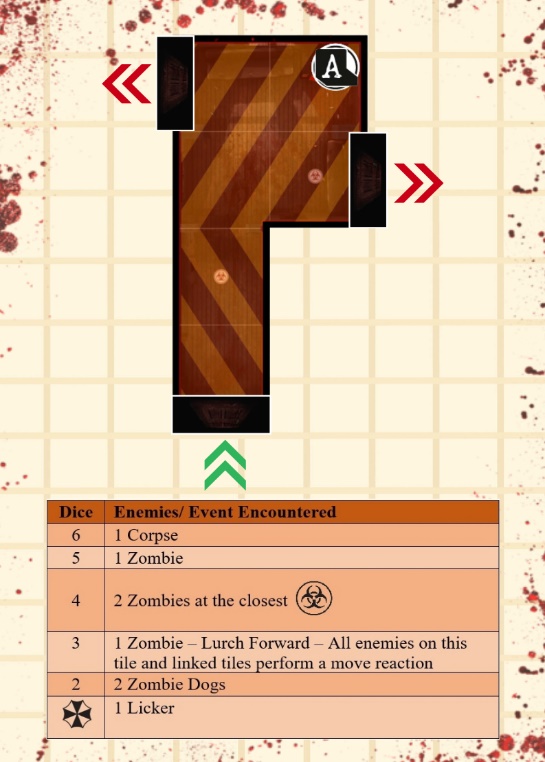 A
Dice Enemies/ Event Encountered
6 1 Corpse
5 1 Zombie
4 2 Zombies at the closest
3 1 Zombie – Lurch Forward – All enemies on this
tile and linked tiles perform a move reaction
2 2 Zombie Dogs
1 Licker